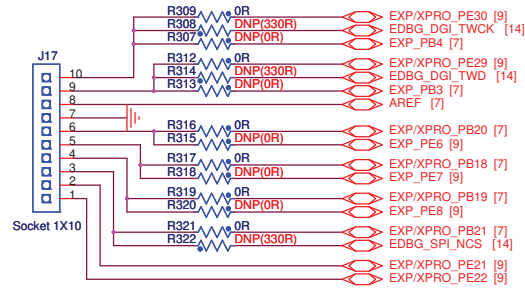 R309 0R EXP/XPRO_PE30 [9]
R308 DNP(330R) EDBG_DGI_TWCK [14]
R307 DNP(0R) EXP_PB4 [7]
J17
R312 0R EXP/XPRO_PE29 [9]
10 R314 DNP(330R) EDBG_DGI_TWD [14]
9 R313 DNP(0R) EXP_PB3 [7]
8 AREF [7]
7
6 R316 0R EXP/XPRO_PB20 [7]
5 R315 DNP(0R) EXP_PE6 [9]
4 R317 0R EXP/XPRO_PB18 [7]
3 R318 DNP(0R) EXP_PE7 [9]
2 R319 0R EXP/XPRO_PB19 [7]
1 R320 DNP(0R) EXP_PE8 [9]
Socket 1X10 R321 0R EXP/XPRO_PB21 [7]
R322 DNP(330R) EDBG_SPI_NCS [14]
EXP/XPRO_PE21 [9]
EXP/XPRO_PE22 [9]